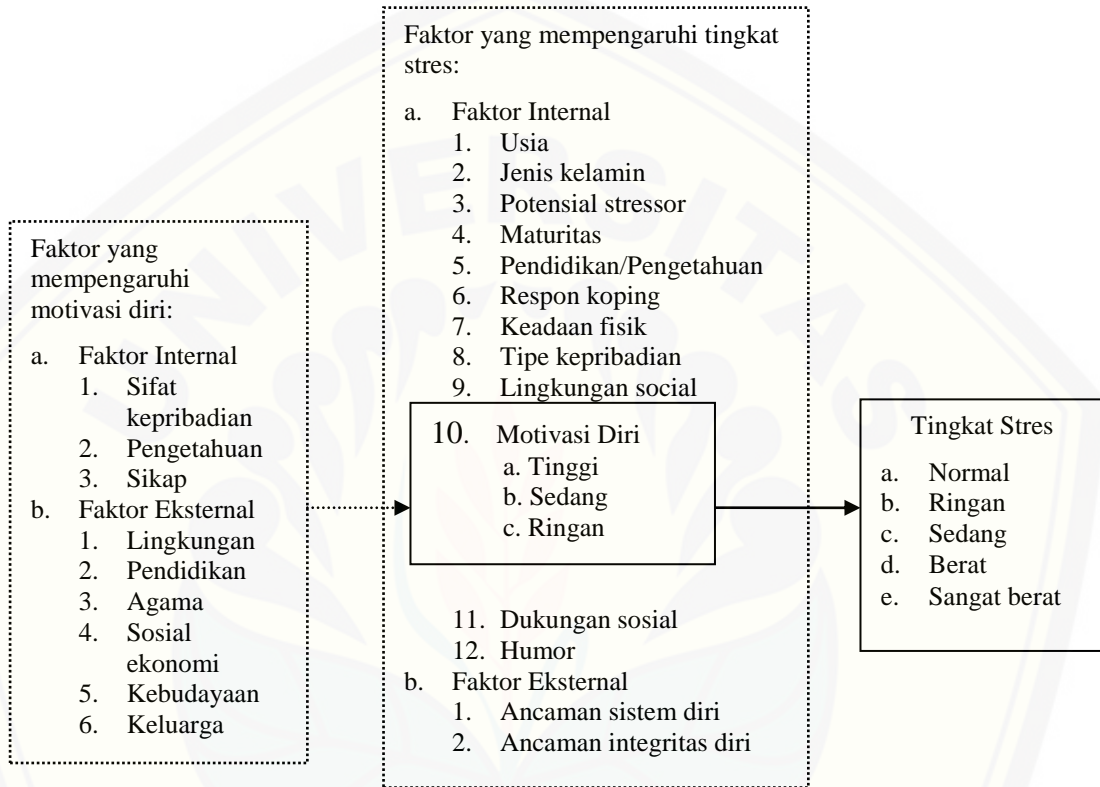 Faktor yang
mempengaruhi
motivasi diri:
a. Faktor Internal
1. Sifat
kepribadian
2. Pengetahuan
3. Sikap
b. Faktor Eksternal
1. Lingkungan
2. Pendidikan
3. Agama
4. Sosial
ekonomi
5. Kebudayaan
6. Keluarga
Faktor yang mempengaruhi tingkat
stres:
a. Faktor Internal
1. Usia
2. Jenis kelamin
3. Potensial stressor
4. Maturitas
5. Pendidikan/Pengetahuan
6. Respon koping
7. Keadaan fisik
8. Tipe kepribadian
9. Lingkungan social
10. Motivasi Diri
a. Tinggi
b. Sedang
c. Ringan
11. Dukungan sosial
12. Humor
b. Faktor Eksternal
1. Ancaman sistem diri
2. Ancaman integritas diri
Tingkat Stres
a. Normal
b. Ringan
c. Sedang
d. Berat
e. Sangat berat
UNIVERSITAS